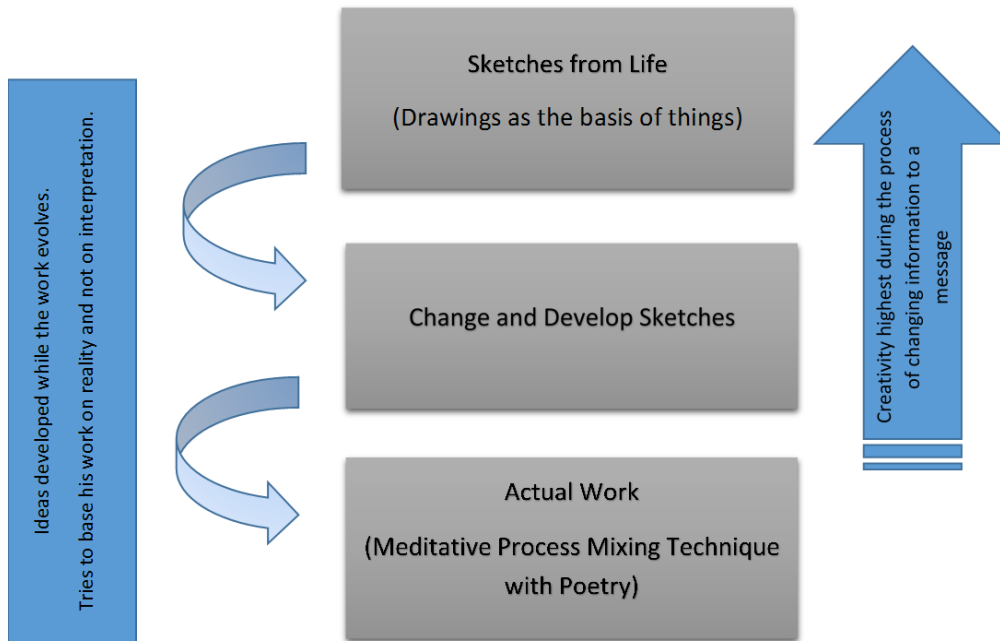 Ideas developed while the work evolves.
Tries to base his work on reality and not on interpretation.
Sketches from Life
(Drawings as the basis of things)
Change and Develop Sketches
Actual Work
(Meditative Process Mixing Technique
with Poetry)
Creativity highest during the process
of changing information to a
message